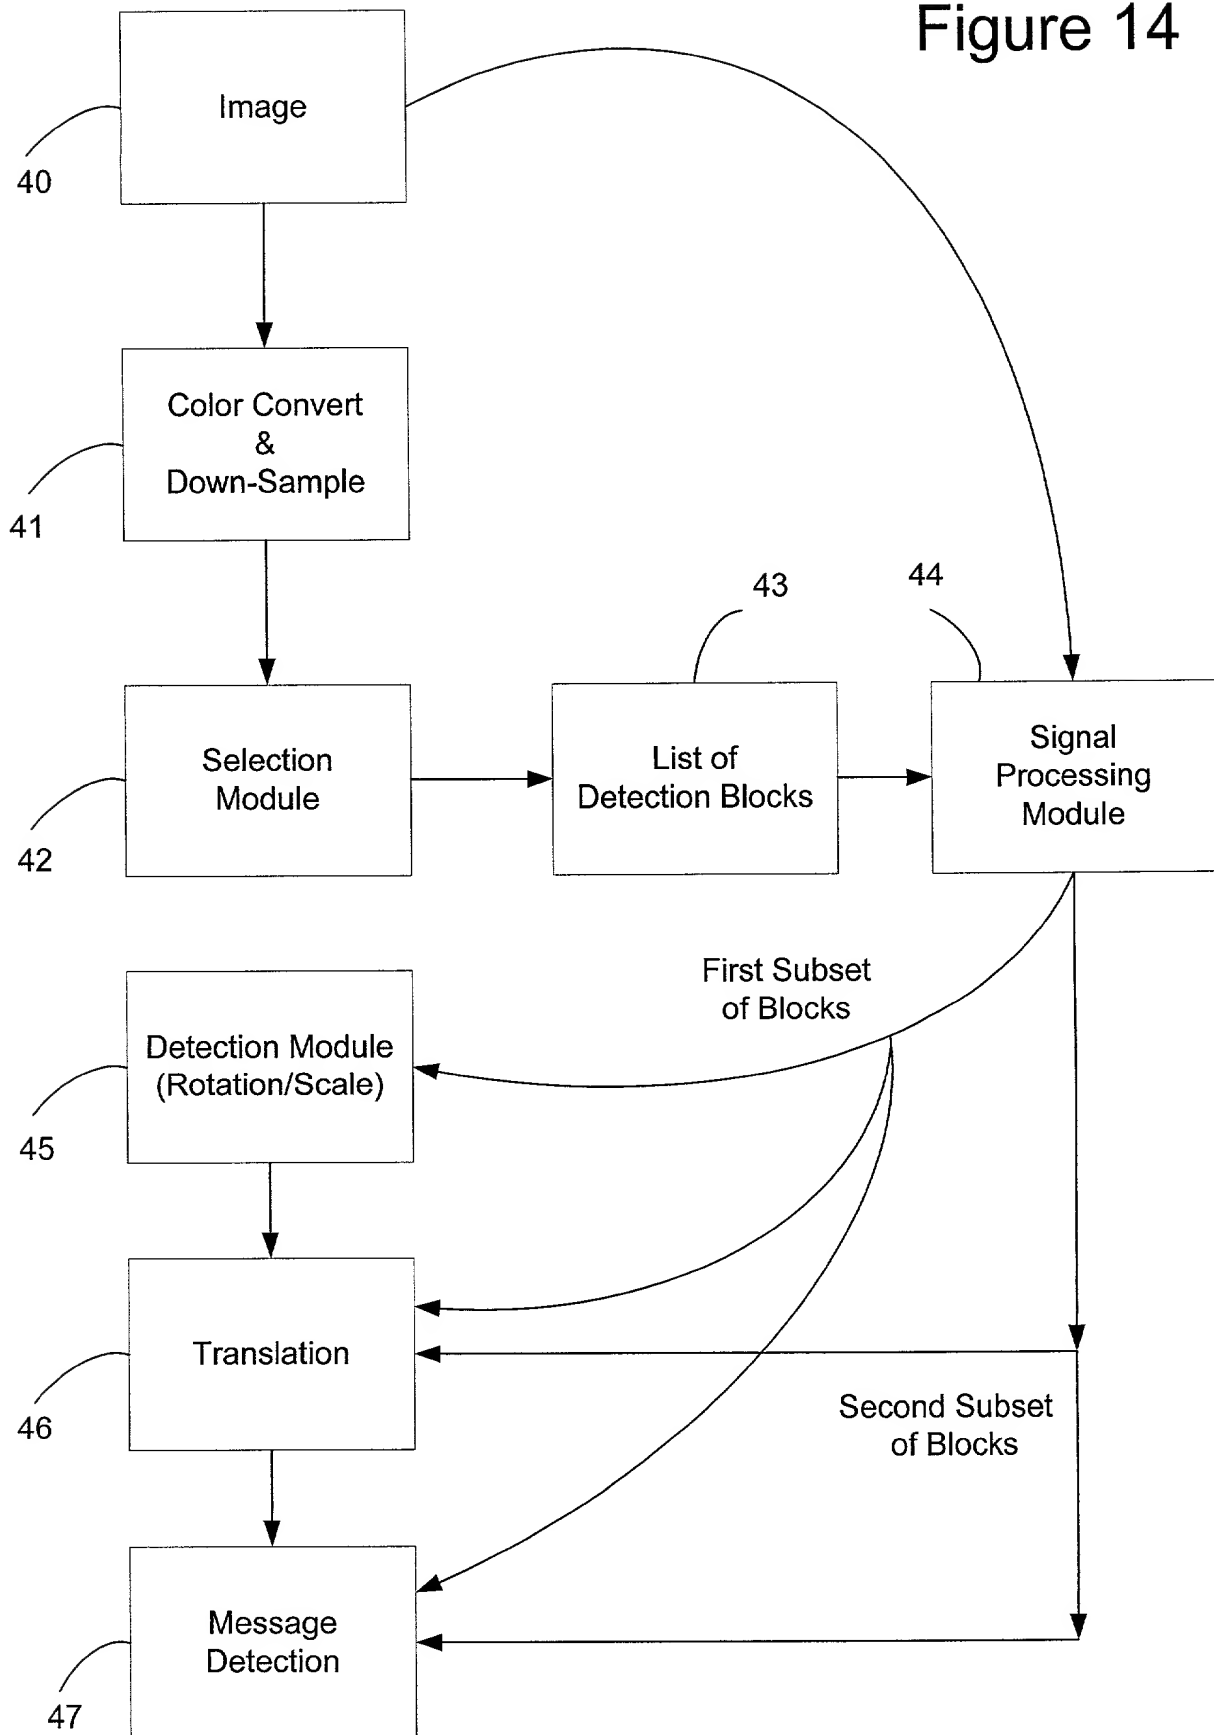 Figure 14
Image
40
Color Convert
&
Down-Sample
41
43
44
Selection
Module
42
List of
Detection Blocks
Signal
Processing
Module
First Subset
of Blocks
Detection Module
(Rotation/Scale)
45
Translation
46
Second Subset
of Blocks
Message
Detection
47